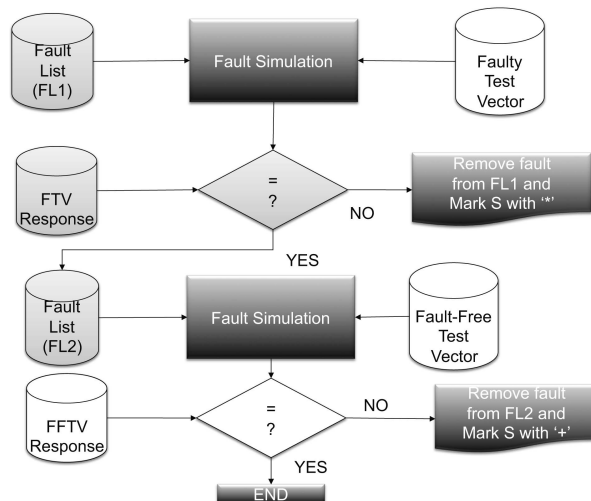 Fault
List
(FL1)
Fault Simulation
Faulty
Test
Vector
FTV
Response
=
?
NO
Remove fault
from FL1 and
Mark S with ‘*’
YES
Fault
List
(FL2)
Fault Simulation
Fault-Free
Test
Vector
FFTV
Response
=
?
NO
Remove fault
from FL2 and
Mark S with ‘+’
YES
END